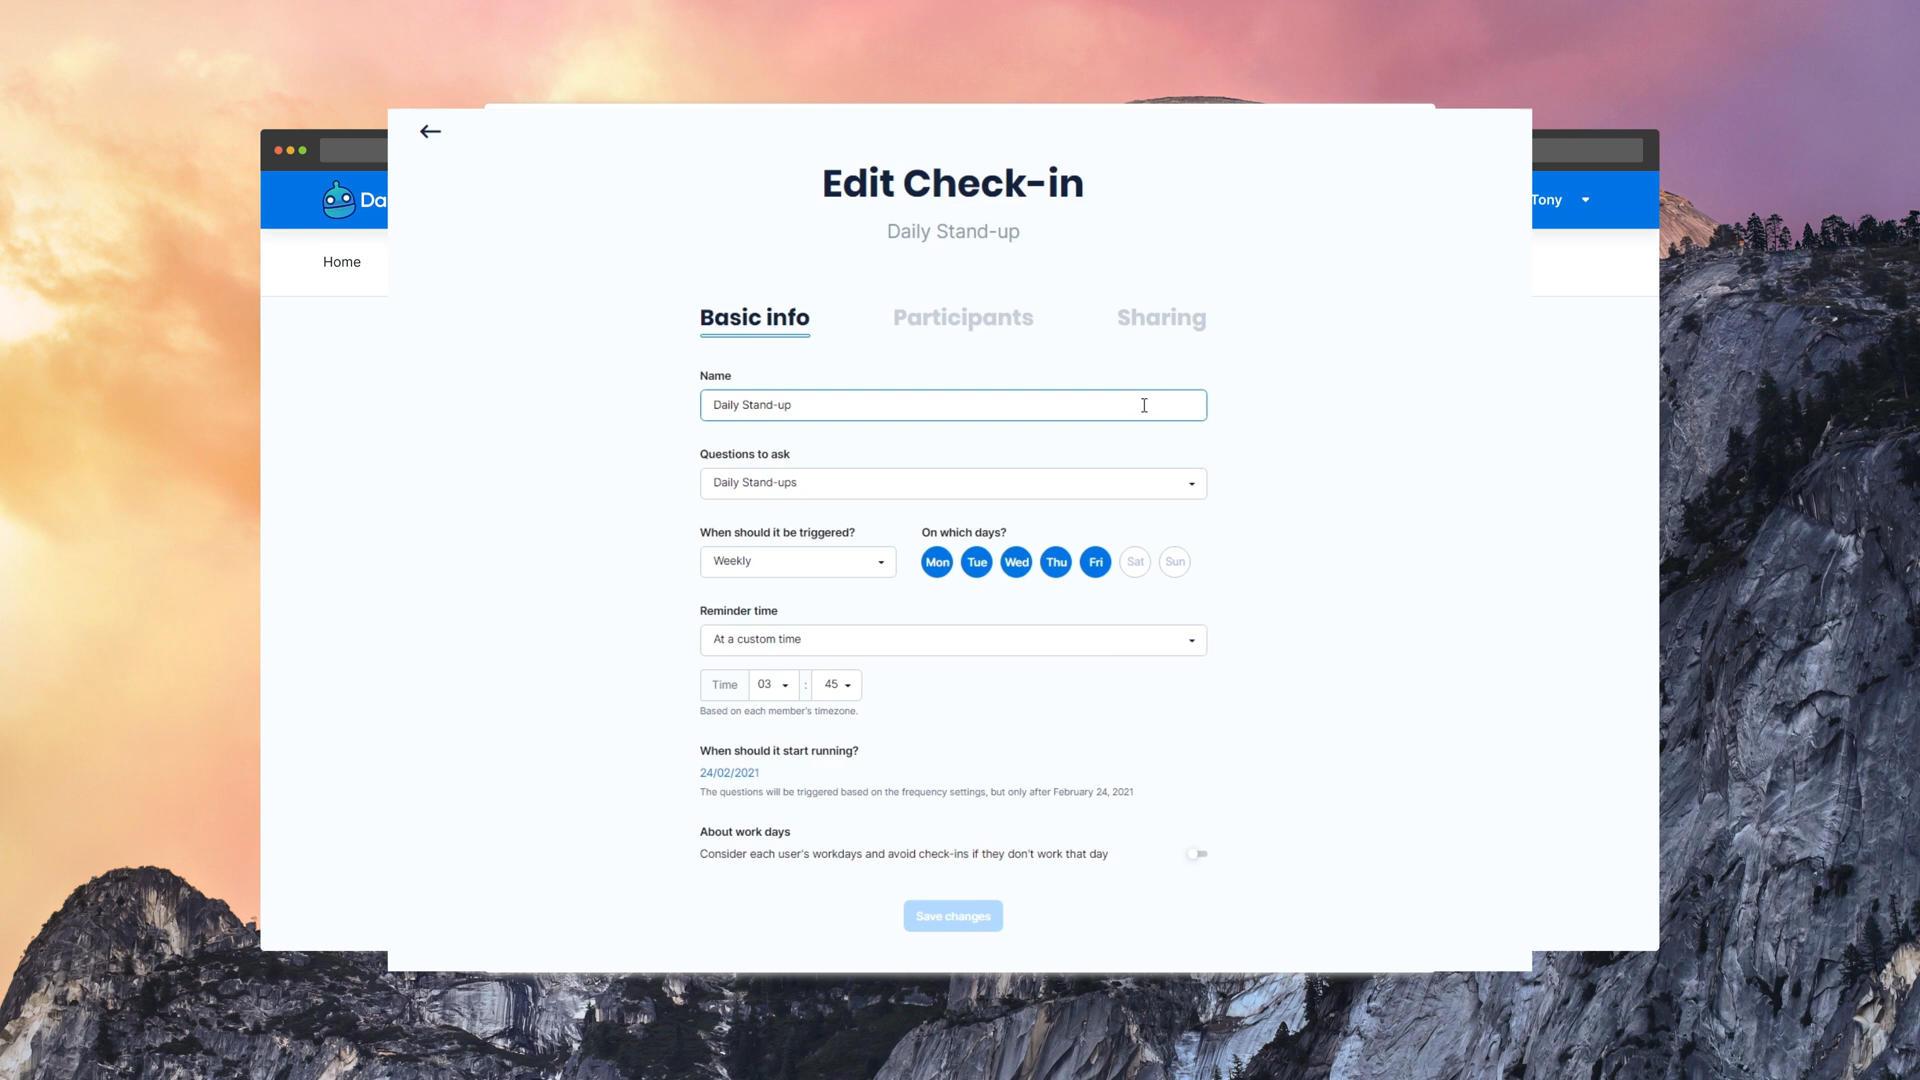 Edit Check-in
Da
Tony
Daily Stand-up
Home
Basic info Participants Sharing
Name
Daily Stand-up
Questions to ask
Daily Stand-ups
When should it be triggered? On which days?
Weekly Mon Tue Wed Thu Fri Sat Sun
Reminder time
At a custom time
Time 03 : 45
Based on each member's timezone.
When should it start running?
24/02/2021
The questions will be triggered based on the frequency settings, but only after February 24, 2021
About work days
Consider each user's workdays and avoid check-ins if they don't work that day
Save changes